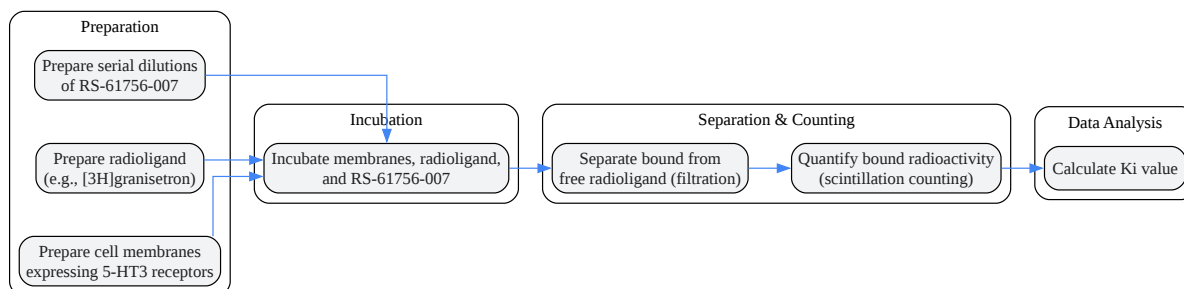 Preparation
Prepare serial dilutions
of RS-61756-007
Prepare radioligand
(e.g., [3H]granisetron)
Prepare cell membranes
expressing 5-HT3 receptors
Incubation
Incubate membranes, radioligand,
and RS-61756-007
Separation & Counting
Separate bound from
free radioligand (filtration)
Quantify bound radioactivity
(scintillation counting)
Data Analysis
Calculate Ki value